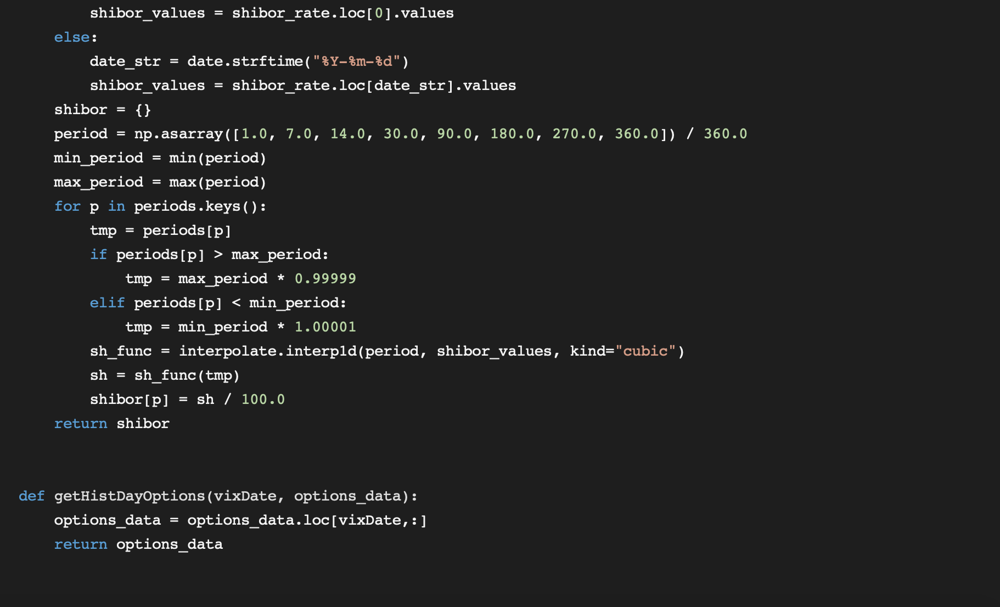 shibor_values = shibor_rate.loc[0].values
else:
date_str = date.strftime("%Y-%m-%d")
shibor_values = shibor_rate.loc[date_str].values
shibor = {}
period = np.asarray([1.0, 7.0, 14.0, 30.0, 90.0, 180.0, 270.0, 360.0]) / 360.0
min_period = min(period)
max_period = max(period)
for p in periods.keys():
tmp = periods[p]
if periods[p] > max_period:
tmp = max_period * 0.99999
elif periods[p] < min_period:
tmp = min_period * 1.00001
sh_func = interpolate.interp1d(period, shibor_values, kind="cubic")
sh = sh_func(tmp)
shibor[p] = sh / 100.0
return shibor
def getHistDayOptions(vixDate, options_data):
options_data = options_data.loc[vixDate,:]
return options_data